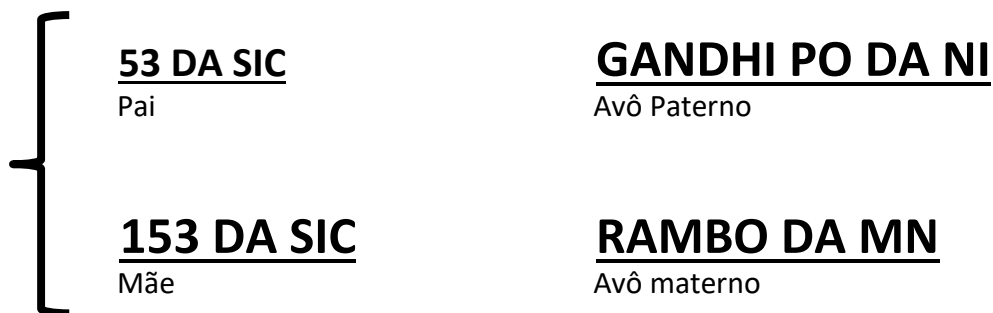 53 DA SIC
Pai
GANDHI PO DA NI
Avô Paterno
153 DA SIC
Mãe
RAMBO DA MN
Avô materno